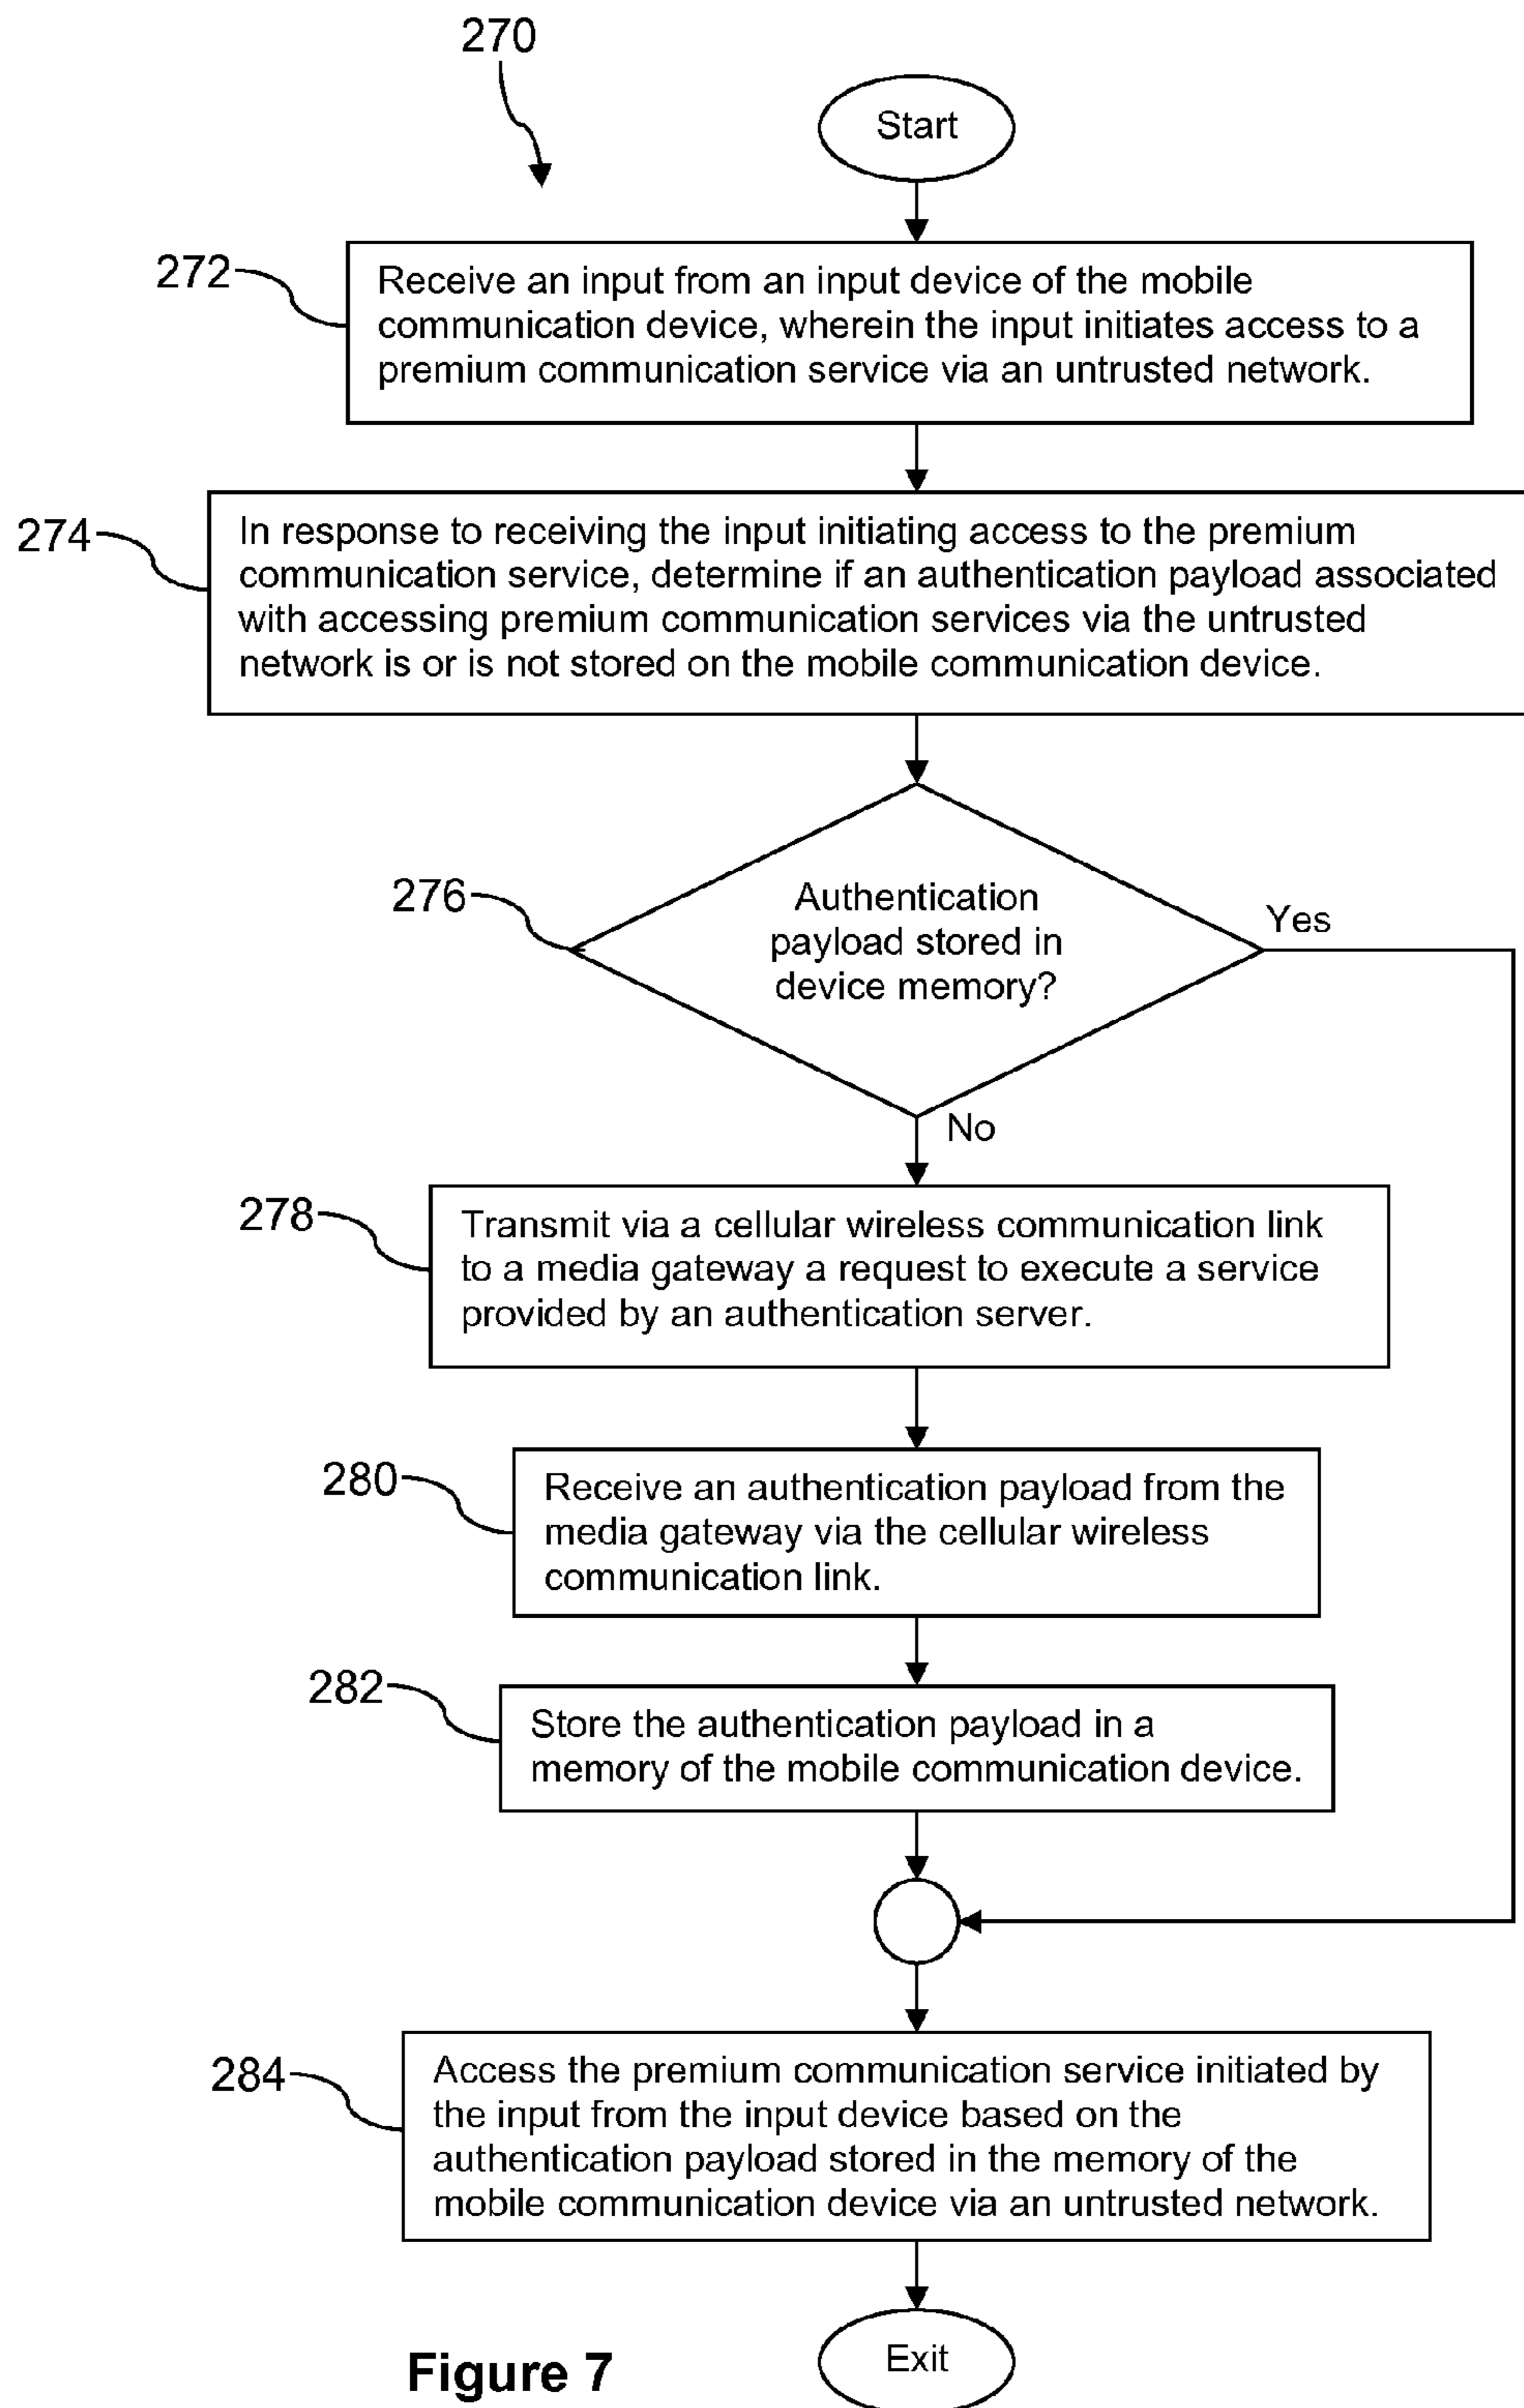 270
Start
272
Receive an input from an input device of the mobile
communication device, wherein the input initiates access to a
premium communication service via an untrusted network.
274
In response to receiving the input initiating access to the premium
communication service, determine if an authentication payload associated
with accessing premium communication services via the untrusted
network is or is not stored on the mobile communication device.
276
Authentication
payload stored in
device memory?
Yes
No
278
Transmit via a cellular wireless communication link
to a media gateway a request to execute a service
provided by an authentication server.
280
Receive an authentication payload from the
media gateway via the cellular wireless
communication link.
282
Store the authentication payload in a
memory of the mobile communication device.
284
Access the premium communication service initiated by
the input from the input device based on the
authentication payload stored in the memory of the
mobile communication device via an untrusted network.
Exit
Figure 7